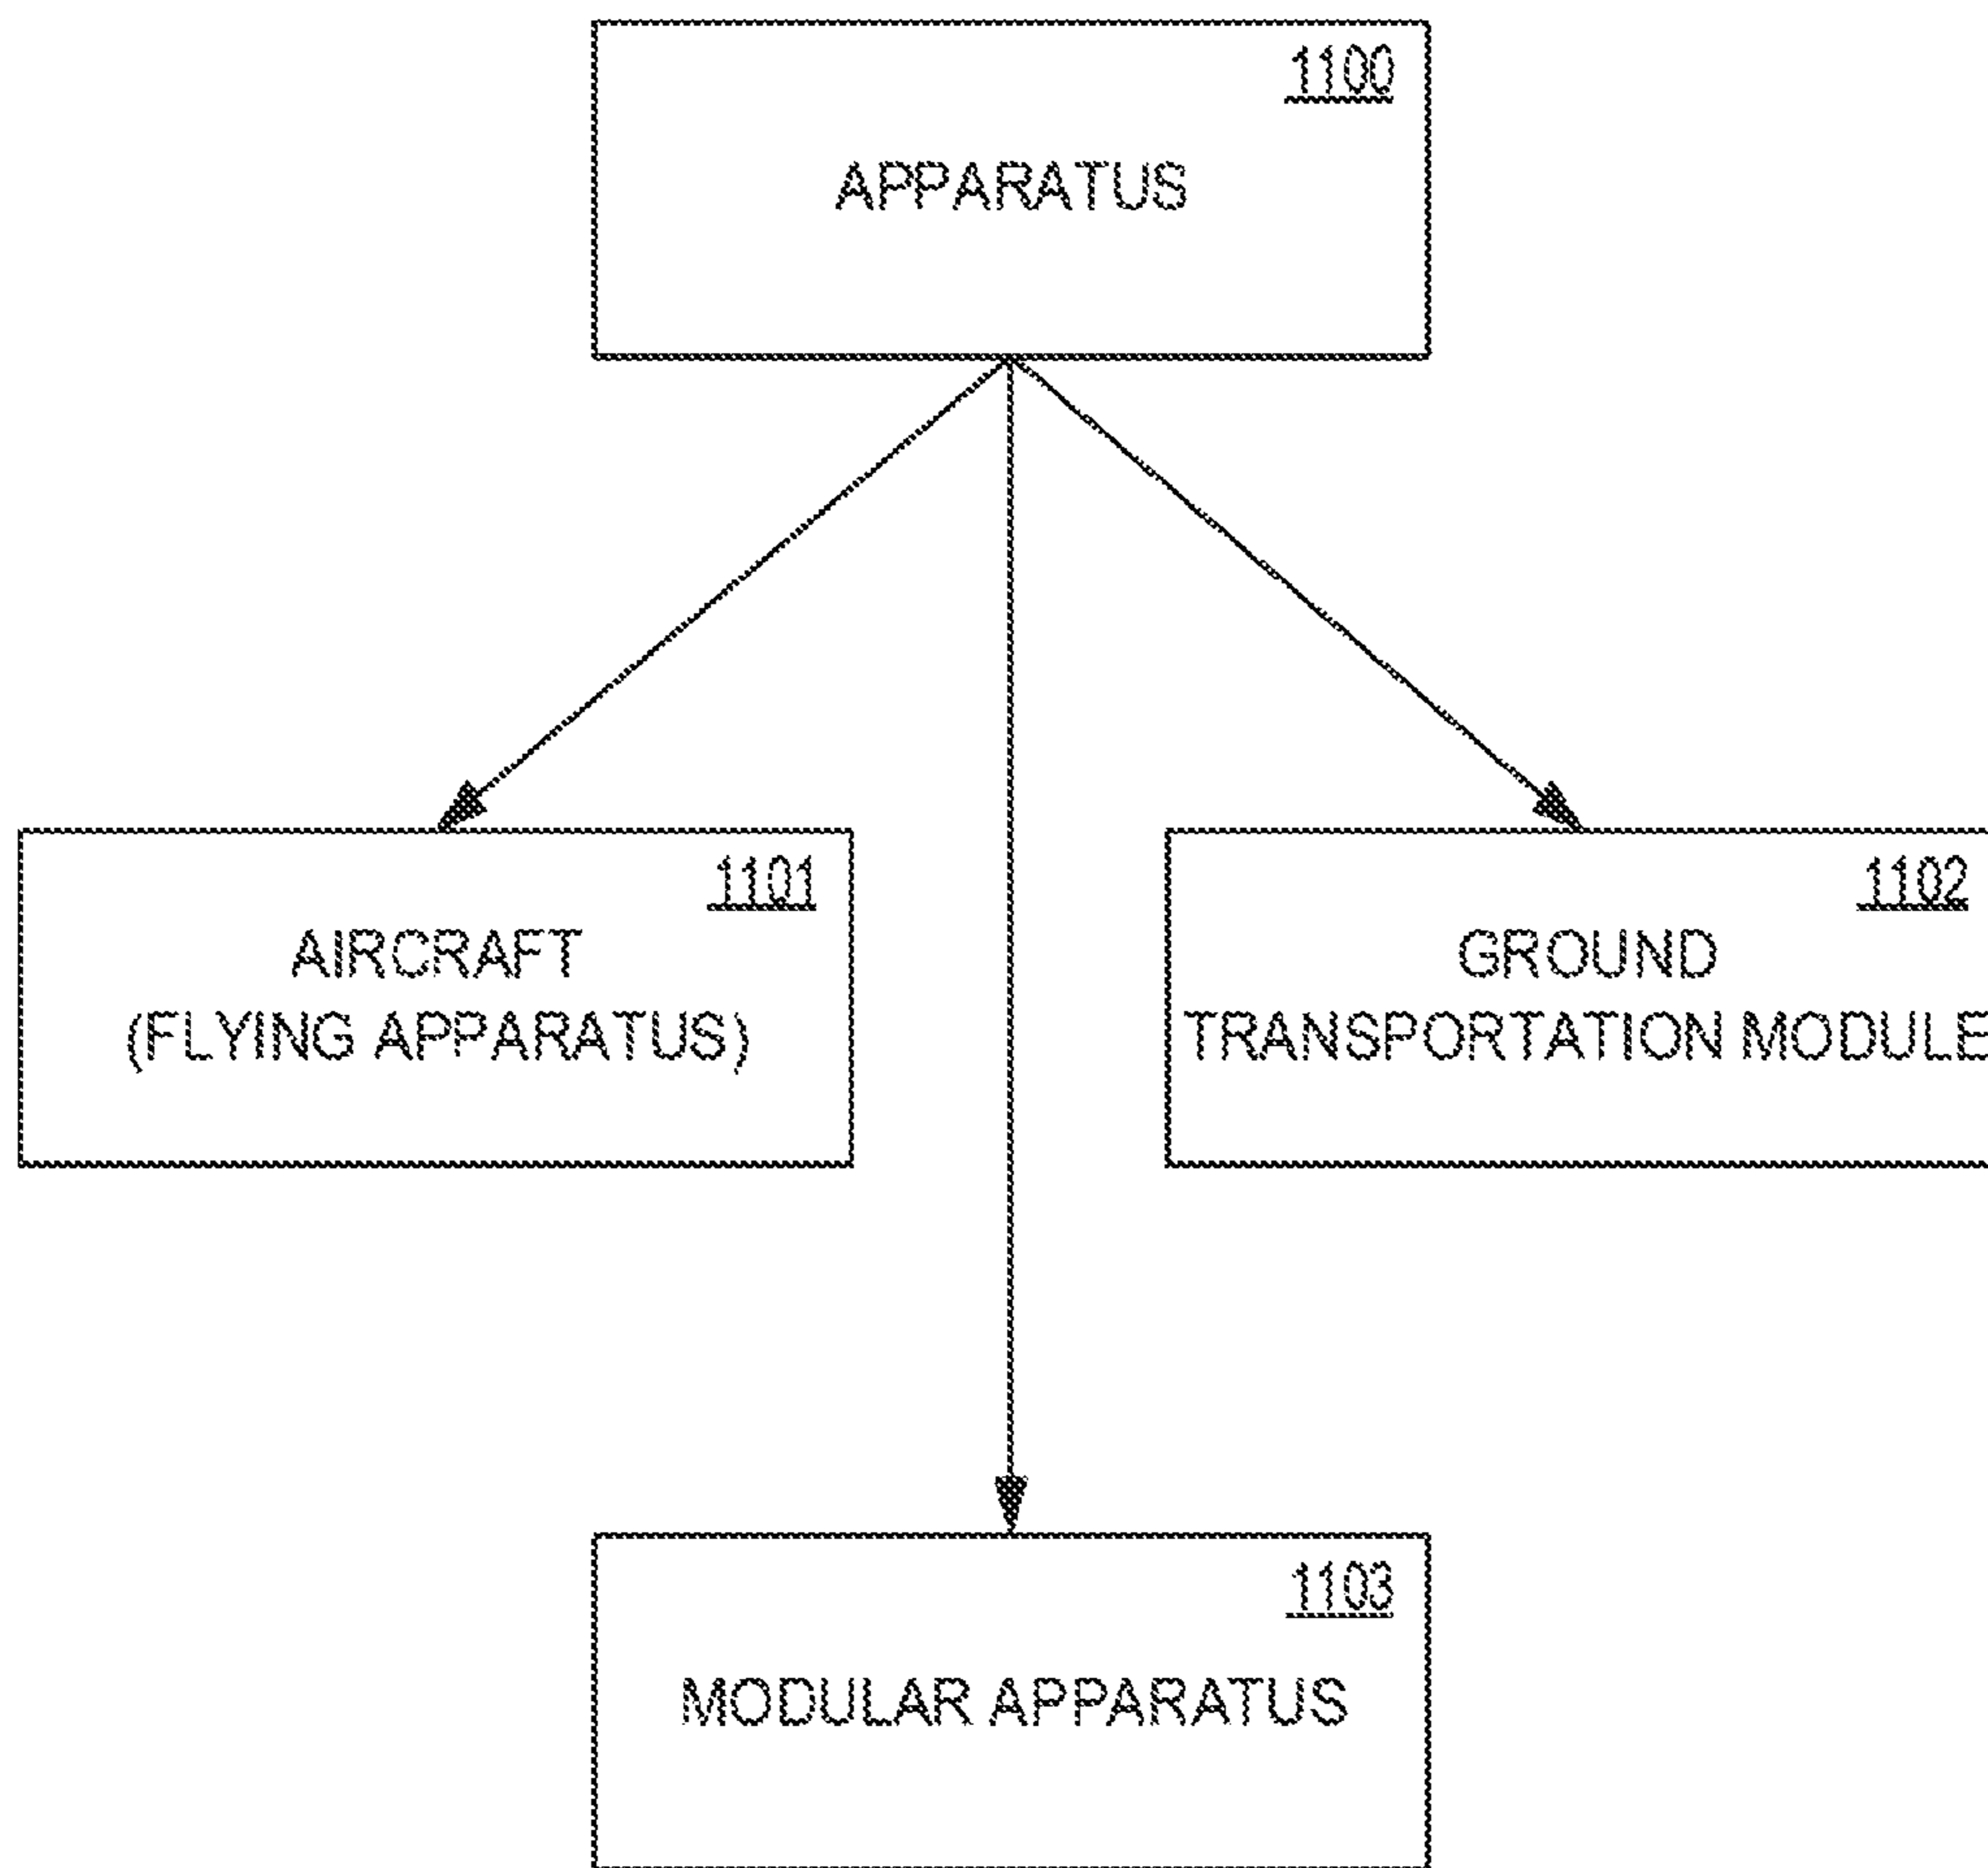 1100
APPARATUS
1101
AIRCRAFT
(FLYING APPARATUS)
1102
GROUND
TRANSPORTATION MODULE
1103
MODULAR APPARATUS